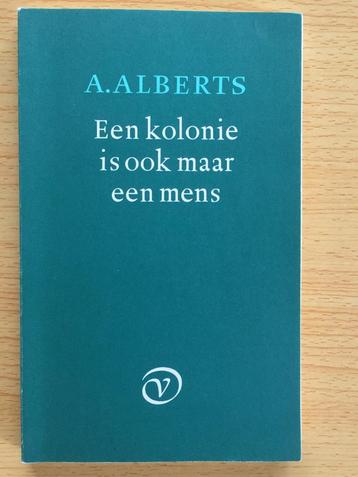 A. ALBERTS
Een kolonie
is ook maar
een mens
V